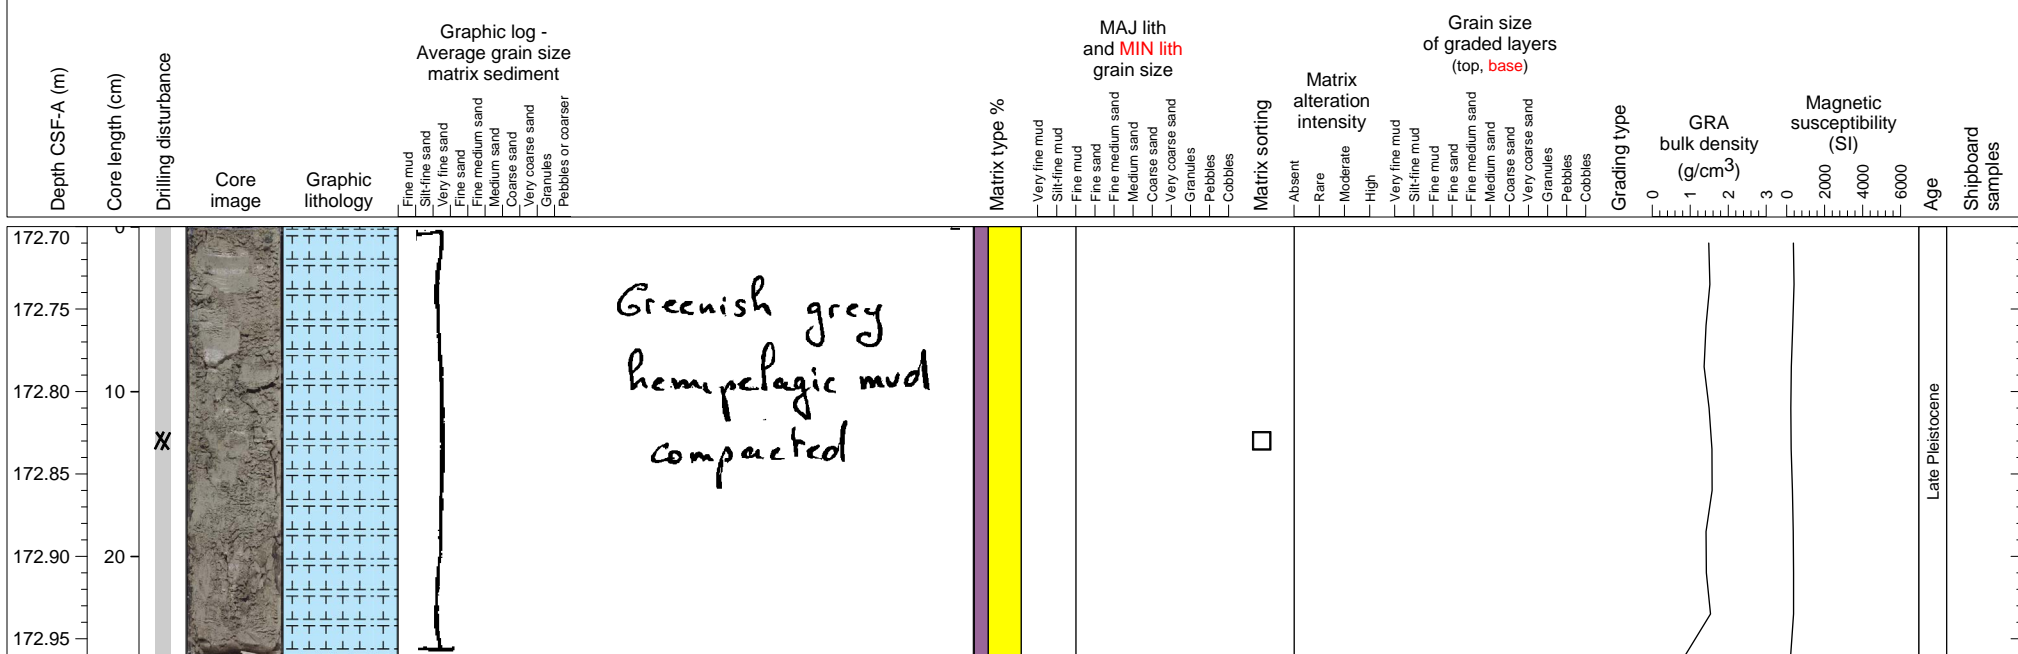 Depth CSF-A (m)
Core length (cm)
Drilling disturbance
Core
image
Graphic
lithology
Graphic log -
Average grain size
matrix sediment
Fine mud
Silt-fine sand
Very fine sand
Fine sand
Fine medium sand
Medium sand
Coarse sand
Very coarse sand
Granules
Pebbles or coarser
Matrix type %
MAJ lith
and MIN lith
grain size
Very fine mud
Silt-fine mud
Fine mud
Fine sand
Fine medium sand
Medium sand
Coarse sand
Very coarse sand
Granules
Pebbles
Cobbles
Matrix sorting
Matrix
alteration
intensity
Absent
Rare
Moderate
High
Grain size
of graded layers
(top, base)
Very fine mud
Silt-fine mud
Fine mud
Fine sand
Fine medium sand
Medium sand
Coarse sand
Very coarse sand
Granules
Pebbles
Cobbles
Grading type
GRA
bulk density
(g/cm3)
0 1 2 3
Magnetic
susceptibility
(SI)
0 2000 4000 6000
Age
Shipboard
samples
172.70
172.75
172.80
172.85
172.90
172.95
0
10
20
Greenish grey
hemipelagic mud
compacted
Late Pleistocene